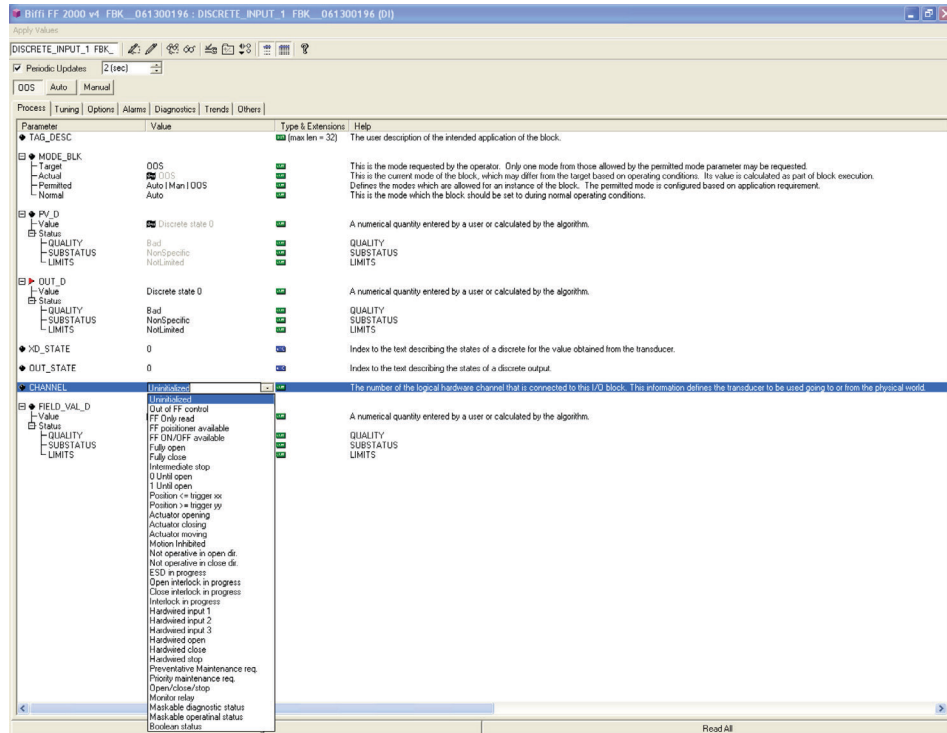 Biffi FF 2000 v4 FBK__061300196 : DISCRETE_INPUT_1 FBK__061300196 (DI)
Apply Values
DISCRETE_INPUT_1 FBK_
Periodic Updates 2 (sec)
OOS Auto Manual
Process Tuning Options Alarms Diagnostics Trends Others
Parameter Value Type & Extensions Help
TAG_DESC (max len = 32) The user description of the intended application of the block.
MODE_BLK
Target OOS This is the mode requested by the operator. Only one mode from those allowed by the permitted mode parameter may be requested.
Actual OOS This is the current mode of the block, which may differ from the target based on operating conditions. Its value is calculated as part of block execution.
Permitted Auto | Man | OOS Defines the modes which are allowed for an instance of the block. The permitted mode is configured based on application requirement.
Normal Auto This is the mode which the block should be set to during normal operating conditions.
PV_D
Value Discrete state 0 A numerical quantity entered by a user or calculated by the algorithm.
Status
QUALITY Bad QUALITY
SUBSTATUS NonSpecific SUBSTATUS
LIMITS NotLimited LIMITS
OUT_D
Value Discrete state 0 A numerical quantity entered by a user or calculated by the algorithm.
Status
QUALITY Bad QUALITY
SUBSTATUS NonSpecific SUBSTATUS
LIMITS NotLimited LIMITS
XD_STATE 0 Index to the text describing the states of a discrete for the value obtained from the transducer.
OUT_STATE 0 Index to the text describing the states of a discrete output.
CHANNEL Uninitialized The number of the logical hardware channel that is connected to this I/O block. This information defines the transducer to be used going to or from the physical world.
Uninitialized
FIELD_VAL_D Out of FF control
Value FF Only read A numerical quantity entered by a user or calculated by the algorithm.
Status FF poisitioner available
QUALITY FF ON/OFF available QUALITY
SUBSTATUS Fully open SUBSTATUS
LIMITS Fully close LIMITS
Intermediate stop
0 Until open
1 Until open
Position <= trigger xx
Position >= trigger yy
Actuator opening
Actuator closing
Actuator moving
Motion Inhibited
Not operative in open dir.
Not operative in close dir.
ESD in progress
Open interlock in progress
Close interlock in progress
Interlock in progress
Hardwired input 1
Hardwired input 2
Hardwired input 3
Hardwired open
Hardwired close
Hardwired stop
Preventative Maintenance req.
Priority maintenance req.
Open/close/stop
Monitor relay
Maskable diagnostic status
Maskable operatinal status
Boolean status
Read All